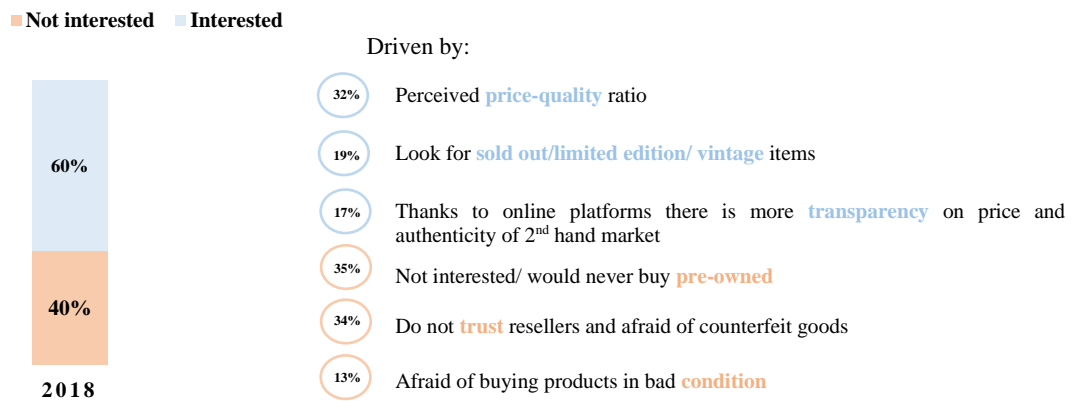 Not interested Interested
Driven by:
32% Perceived price-quality ratio
60%
19% Look for sold out/limited edition/ vintage items
17% Thanks to online platforms there is more transparency on price and
authenticity of 2nd hand market
35% Not interested/ would never buy pre-owned
40%
34% Do not trust resellers and afraid of counterfeit goods
13% Afraid of buying products in bad condition
2018